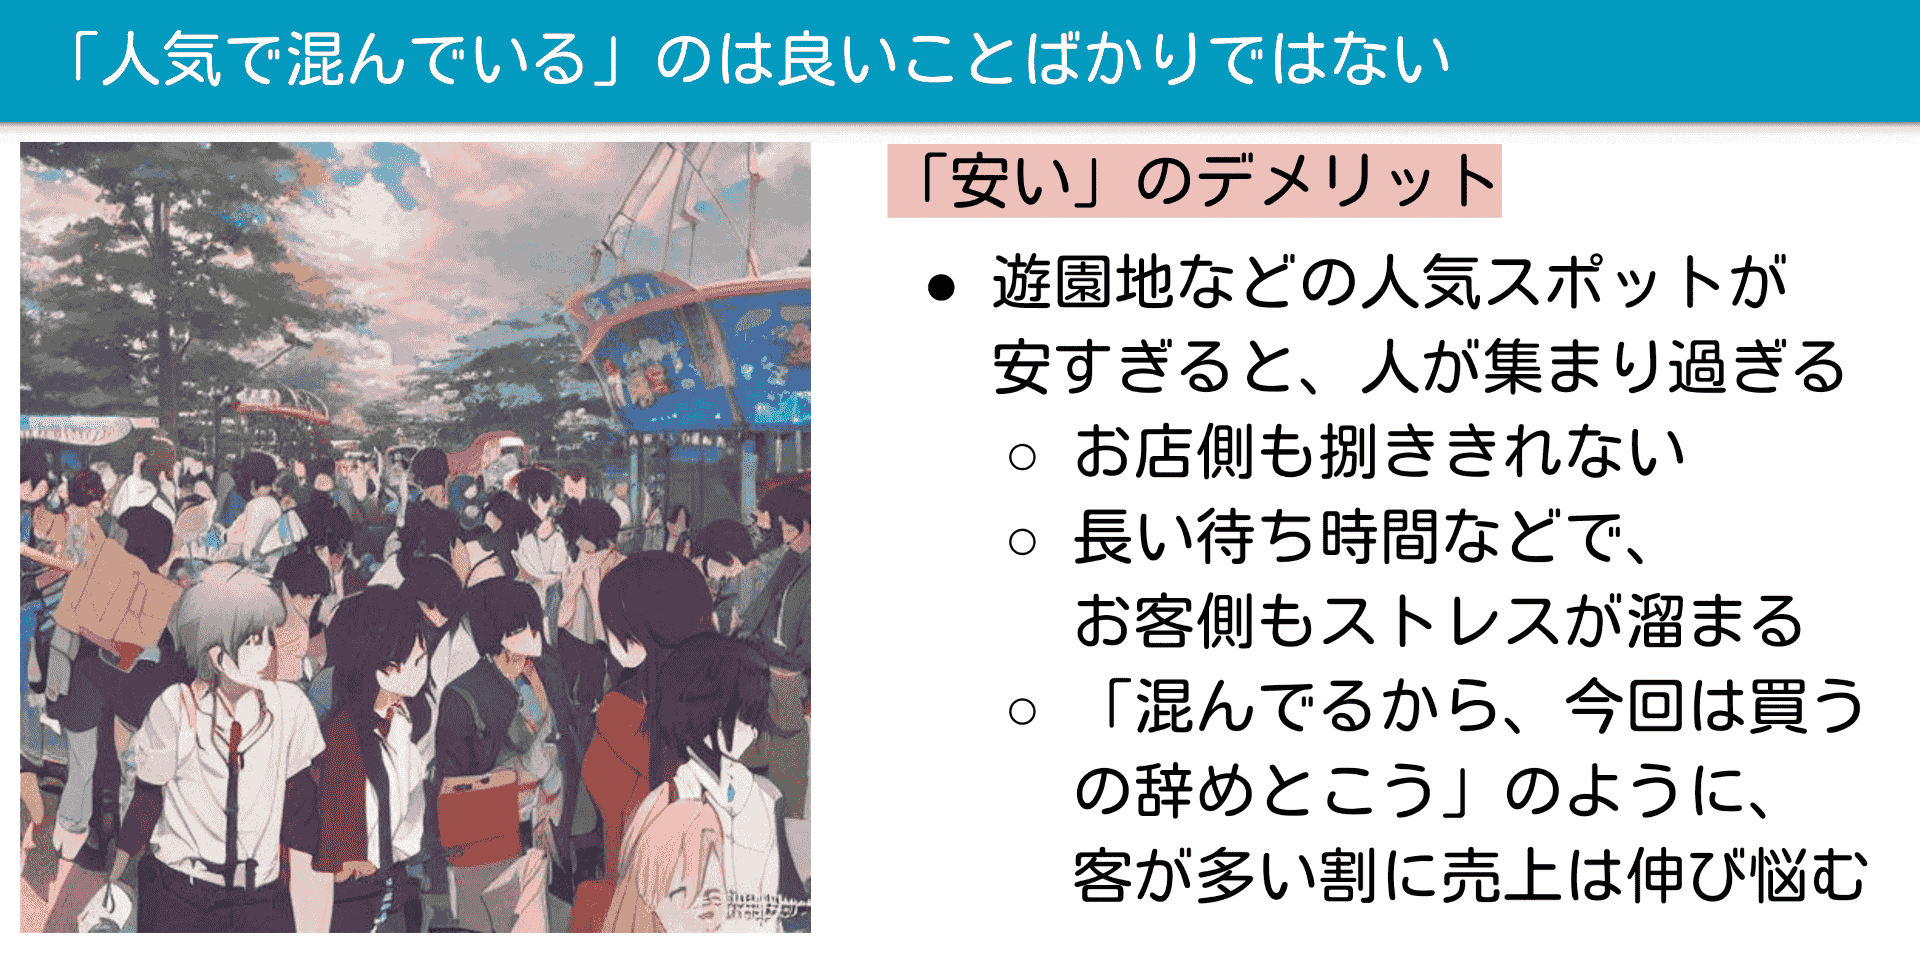 「人気で混んでいる」のは良いことばかりではない
「安い」のデメリット
● 遊園地などの人気スポットが
安すぎると、人が集まり過ぎる
○ お店側も捌ききれない
○ 長い待ち時間などで、
お客側もストレスが溜まる
○ 「混んでるから、今回は買う
の辞めとこう」のように、
客が多い割に売上は伸び悩む